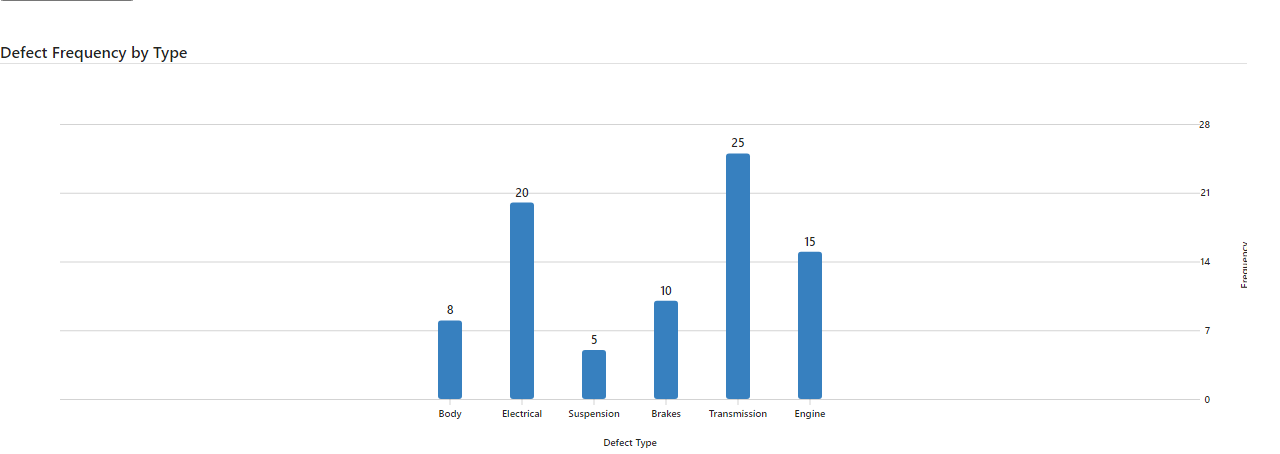 Defect Frequency by Type
28
25
21
20
15
14
Frequency
10
8
7
5
0
Body Electrical Suspension Brakes Transmission Engine
Defect Type